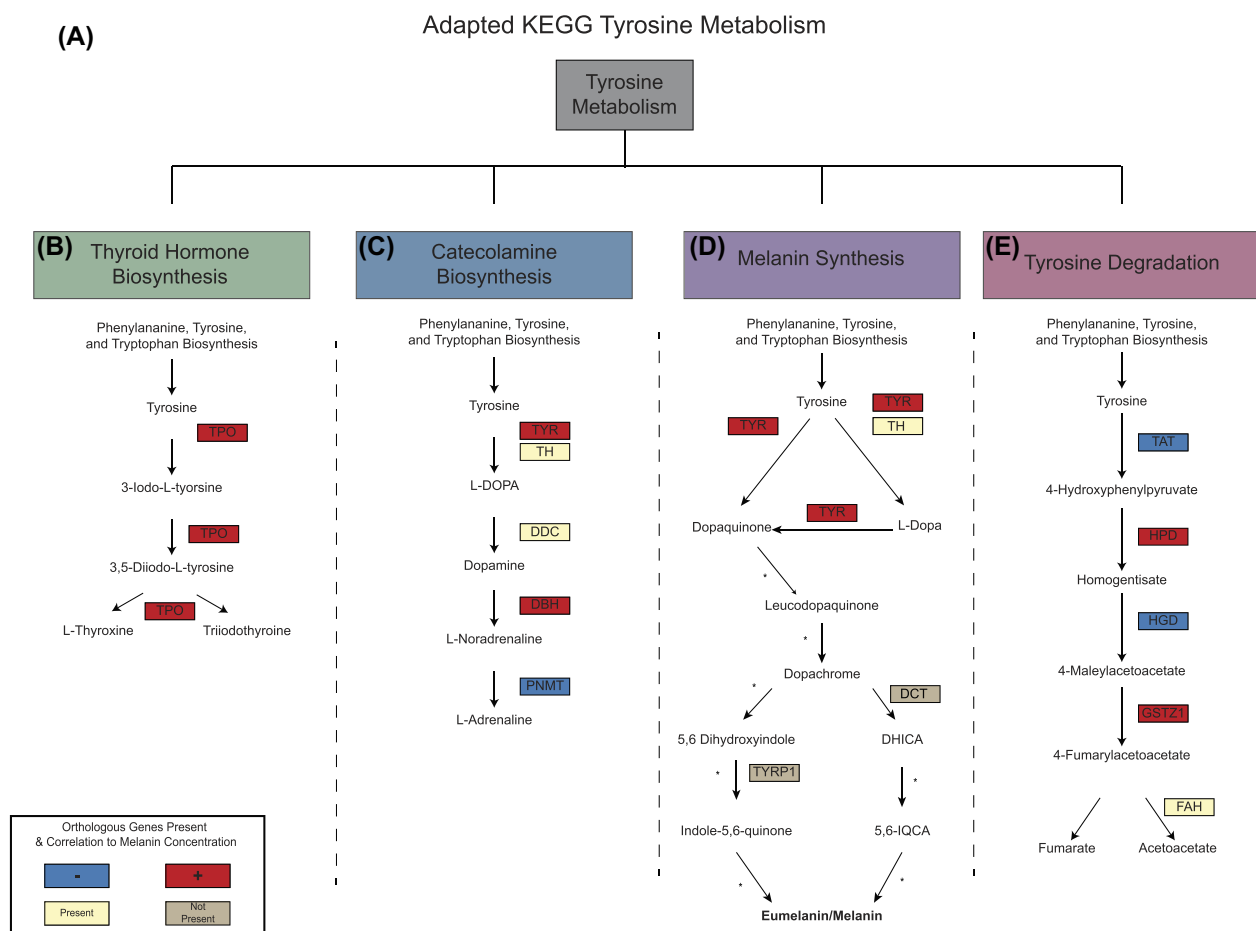 (A)
Adapted KEGG Tyrosine Metabolism
Tyrosine
Metabolism
(B)
Thyroid Hormone
Biosynthesis
Phenylananine, Tyrosine,
and Tryptophan Biosynthesis
Tyrosine
TPO
3-Iodo-L-tyorsine
TPO
3,5-Diiodo-L-tyrosine
TPO
L-Thyroxine
Triiodothyroine
(C)
Catecolamine
Biosynthesis
Phenylananine, Tyrosine,
and Tryptophan Biosynthesis
Tyrosine
TYR
TH
L-DOPA
DDC
Dopamine
DBH
L-Noradrenaline
PNMT
L-Adrenaline
(D)
Melanin Synthesis
Phenylananine, Tyrosine,
and Tryptophan Biosynthesis
Tyrosine
TYR
TYR
TH
TYR
Dopaquinone
L-Dopa
*
Leucodopaquinone
*
Dopachrome
*
DCT
5,6 Dihydroxyindole
DHICA
*
TYRP1
*
Indole-5,6-quinone
5,6-IQCA
*
*
Eumelanin/Melanin
(E)
Tyrosine Degradation
Phenylananine, Tyrosine,
and Tryptophan Biosynthesis
Tyrosine
TAT
4-Hydroxyphenylpyruvate
HPD
Homogentisate
HGD
4-Maleylacetoacetate
GSTZ1
4-Fumarylacetoacetate
FAH
Fumarate
Acetoacetate
Orthologous Genes Present
& Correlation to Melanin Concentration
-
+
Present
Not
Present